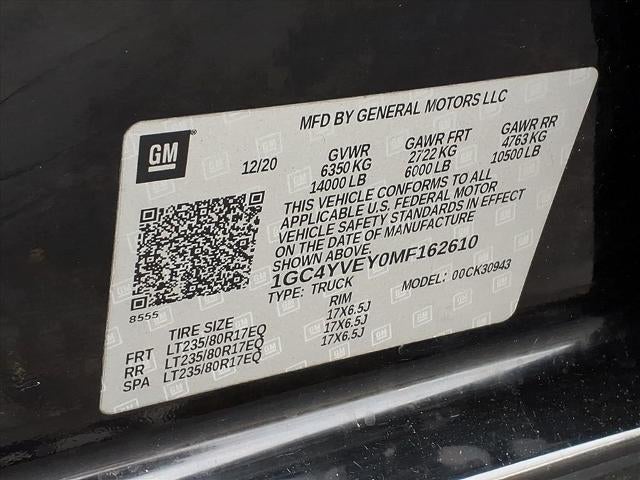 MFD BY GENERAL MOTORS LLC
GM
12/20
GVWR
6350 KG
14000 LB
GAWR FRT
2722 KG
6000 LB
GAWR RR
4763 KG
10500 LB
THIS VEHICLE CONFORMS TO ALL
APPLICABLE U.S. FEDERAL MOTOR
VEHICLE SAFETY STANDARDS IN EFFECT
ON THE DATE OF MANUFACTURE
SHOWN ABOVE.
1GC4YVEY0MF162610
TYPE: TRUCK
MODEL: 00CK30943
8555
TIRE SIZE RIM
FRT LT235/80R17EQ 17X6.5J
RR LT235/80R17EQ 17X6.5J
SPA LT235/80R17EQ 17X6.5J